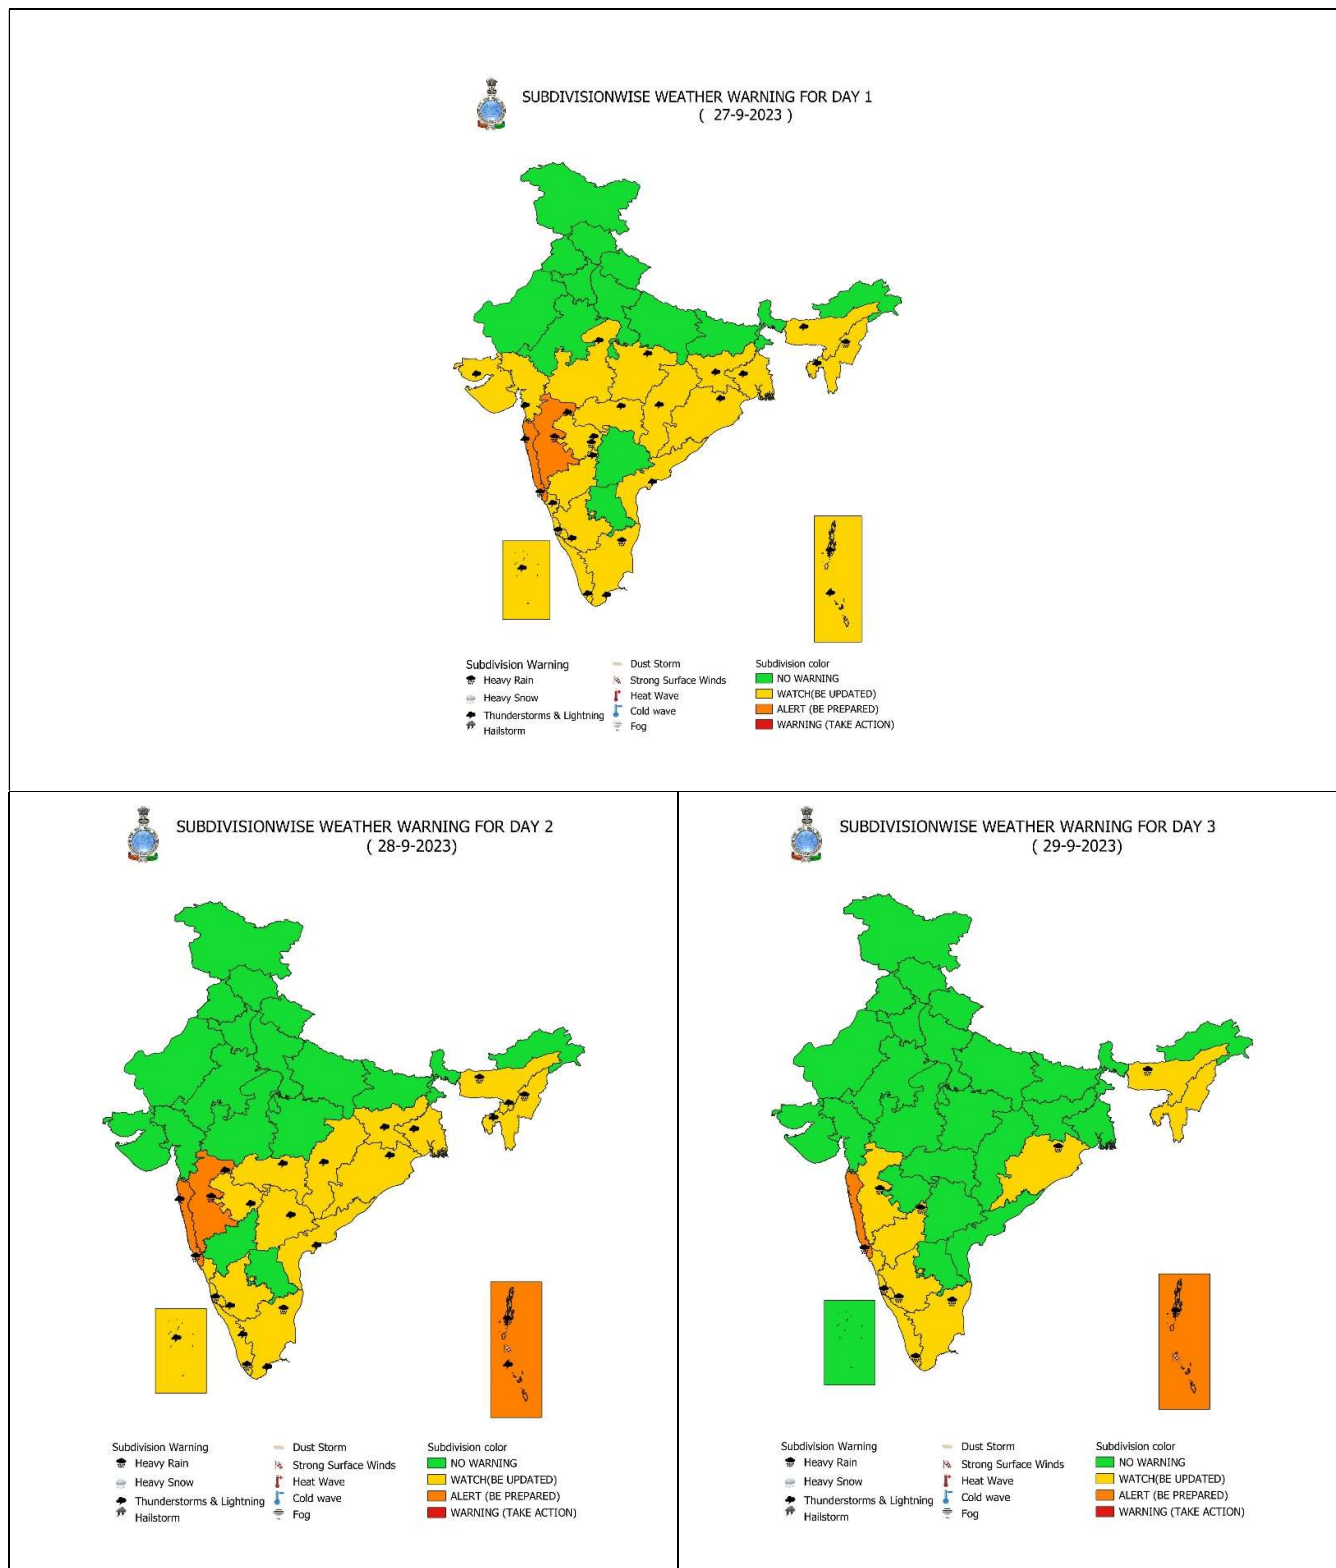 SUBDIVISIONWISE WEATHER WARNING FOR DAY 1
( 27-9-2023 )
Subdivision Warning
Heavy Rain
Heavy Snow
Thunderstorms & Lightning
Hailstorm
Dust Storm
Strong Surface Winds
Heat Wave
Cold wave
Fog
Subdivision color
NO WARNING
WATCH(BE UPDATED)
ALERT (BE PREPARED)
WARNING (TAKE ACTION)
SUBDIVISIONWISE WEATHER WARNING FOR DAY 2
( 28-9-2023)
Subdivision Warning
Heavy Rain
Heavy Snow
Thunderstorms & Lightning
Hailstorm
Dust Storm
Strong Surface Winds
Heat Wave
Cold wave
Fog
Subdivision color
NO WARNING
WATCH(BE UPDATED)
ALERT (BE PREPARED)
WARNING (TAKE ACTION)
SUBDIVISIONWISE WEATHER WARNING FOR DAY 3
( 29-9-2023)
Subdivision Warning
Heavy Rain
Heavy Snow
Thunderstorms & Lightning
Hailstorm
Dust Storm
Strong Surface Winds
Heat Wave
Cold wave
Fog
Subdivision color
NO WARNING
WATCH(BE UPDATED)
ALERT (BE PREPARED)
WARNING (TAKE ACTION)